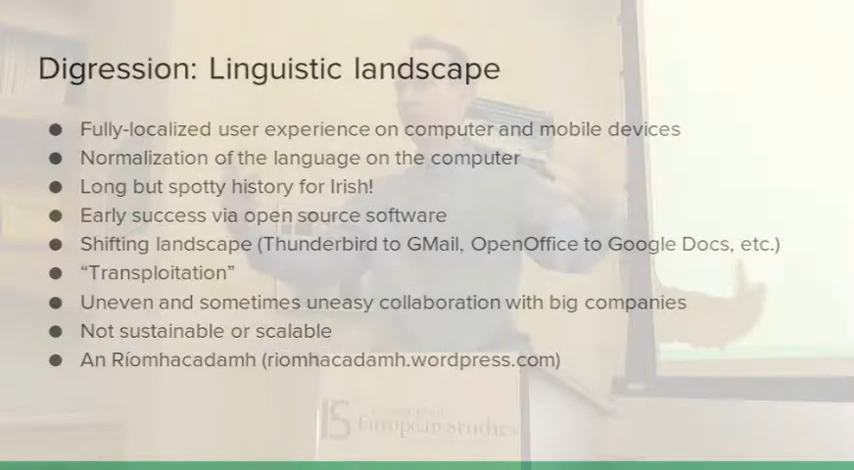 Digression: Linguistic landscape
● Fully-localized user experience on computer and mobile devices
● Normalization of the language on the computer
● Long but spotty history for Irish!
● Early success via open source software
● Shifting landscape (Thunderbird to GMail, OpenOffice to Google Docs, etc.)
● “Transploitation”
● Uneven and sometimes uneasy collaboration with big companies
● Not sustainable or scalable
● An Ríomhacadamh (riomhacadamh.wordpress.com)
European Studies